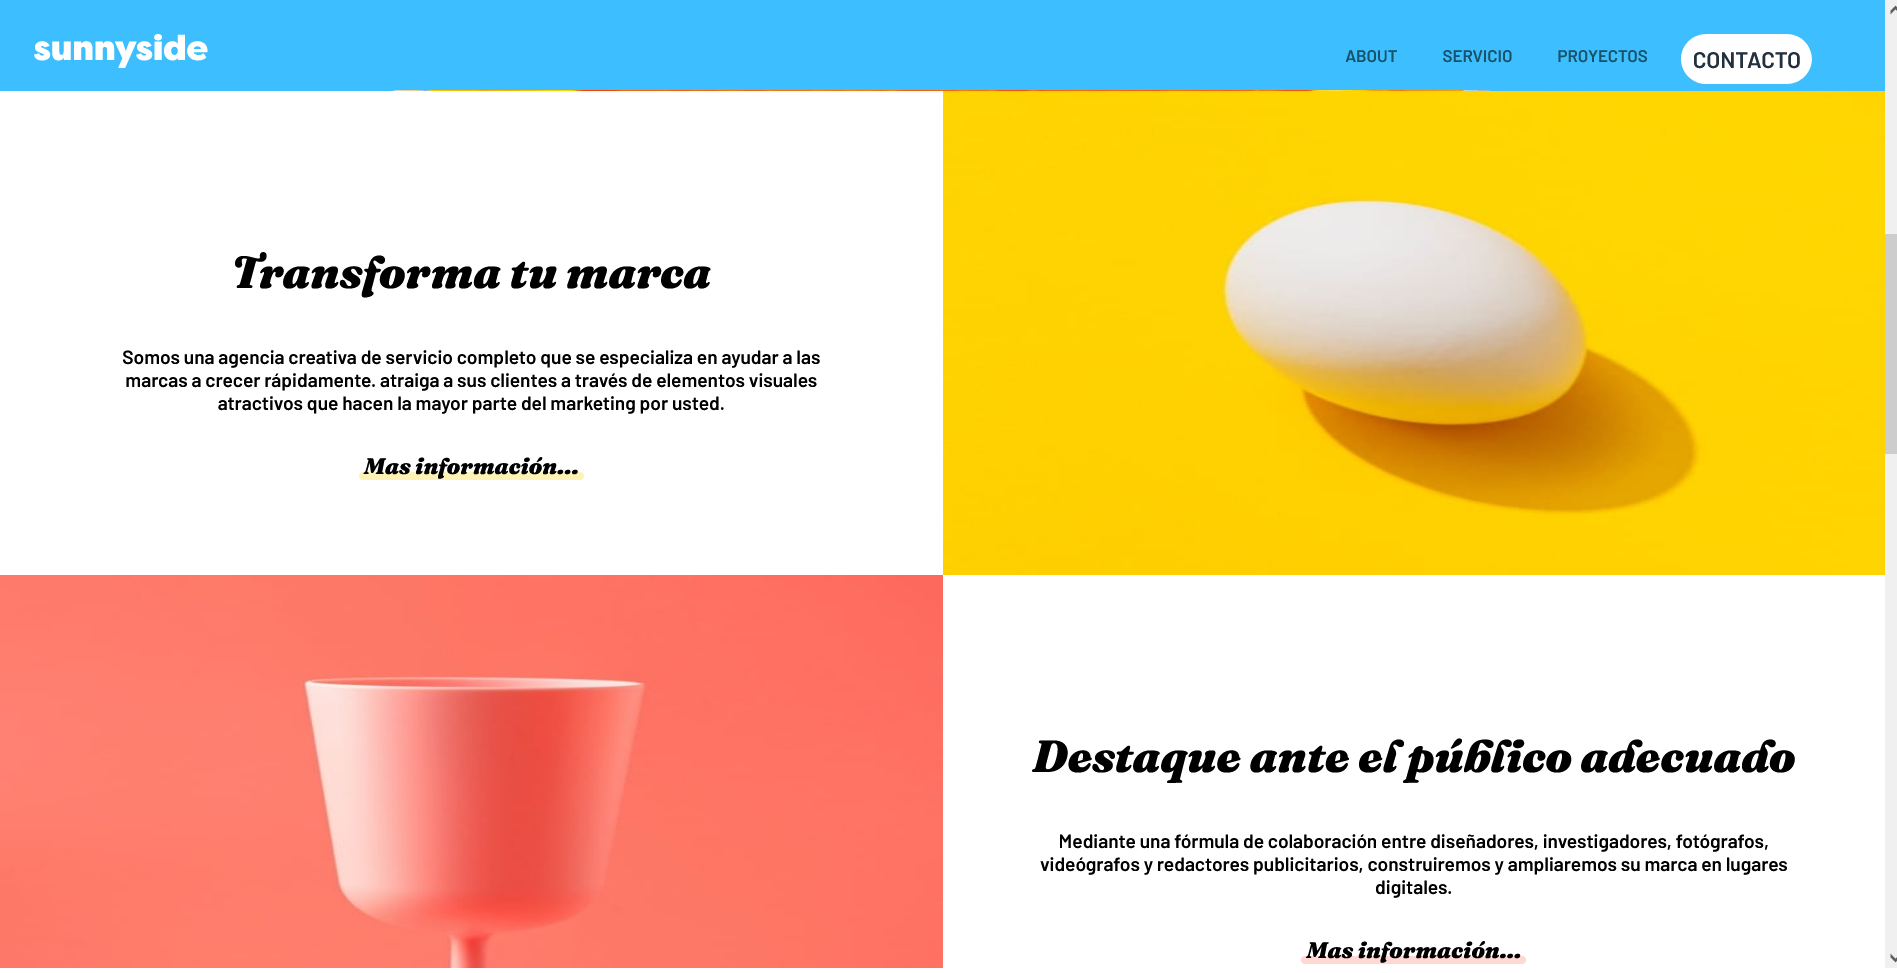 sunnyside
ABOUT SERVICIO PROYECTOS CONTACTO
Transforma tu marca
Somos una agencia creativa de servicio completo que se especializa en ayudar a las
marcas a crecer rápidamente. atraiga a sus clientes a través de elementos visuales
atractivos que hacen la mayor parte del marketing por usted.
Mas información...
Destaque ante el público adecuado
Mediante una fórmula de colaboración entre diseñadores, investigadores, fotógrafos,
videógrafos y redactores publicitarios, construiremos y ampliaremos su marca en lugares
digitales.
Mas información...